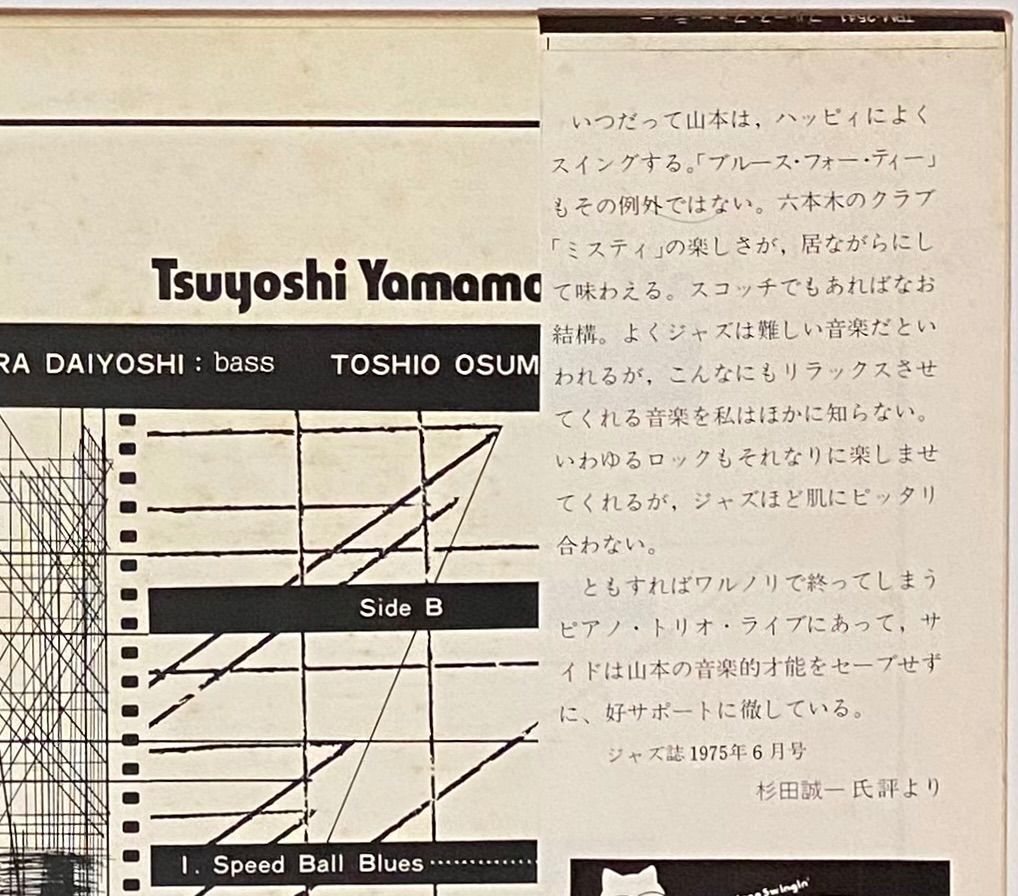 Tsuyoshi Yamamo
RA DAIYOSHI : bass TOSHIO OSUM
Side B
1. Speed Ball Blues
TBM-2541 ブルース・フォー・ティー
いつだって山本は，ハッピィによく
スイングする。「ブルース・フォー・ティー」
もその例外ではない。六本木のクラブ
「ミスティ」の楽しさが，居ながらにし
て味わえる。スコッチでもあればなお
結構。よくジャズは難しい音楽だとい
われるが，こんなにもリラックスさせ
てくれる音楽を私はほかに知らない。
いわゆるロックもそれなりに楽しませ
てくれるが，ジャズほど肌にピッタリ
合わない。
ともすればワルノリで終ってしまう
ピアノ・トリオ・ライブにあって，サ
イドは山本の音楽的才能をセーブせず
に、好サポートに徹している。
ジャズ誌1975年6月号
杉田誠一氏評より
Swingin'